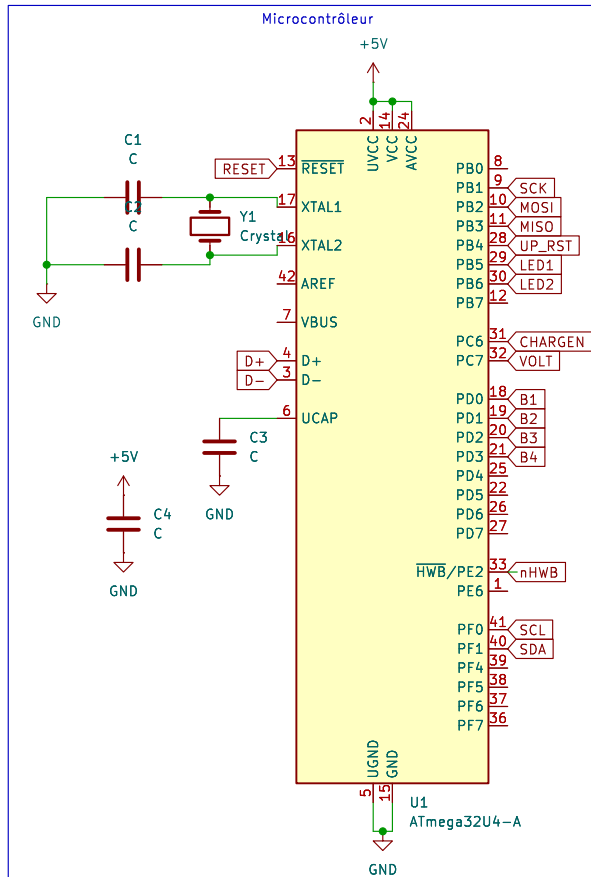 Microcontrôleur
+5V
2
14
24
UVCC
VCC
AVCC
C1
C
C2
C
Y1
Crystal
GND
RESET
13
RESET
17
XTAL1
16
XTAL2
42
AREF
7
VBUS
D+
4
D+
D-
3
D-
6
UCAP
C3
C
GND
+5V
C4
C
GND
PB0
8
PB1
9
SCK
PB2
10
MOSI
PB3
11
MISO
PB4
28
UP_RST
PB5
29
LED1
PB6
30
LED2
PB7
12
PC6
31
CHARGEN
PC7
32
VOLT
PD0
18
B1
PD1
19
B2
PD2
20
B3
PD3
21
B4
PD4
25
PD5
22
PD6
26
PD7
27
HWB/PE2
33
nHWB
PE6
1
PF0
41
SCL
PF1
40
SDA
PF4
39
PF5
38
PF6
37
PF7
36
UGND
GND
5
15
U1
ATmega32U4-A
GND